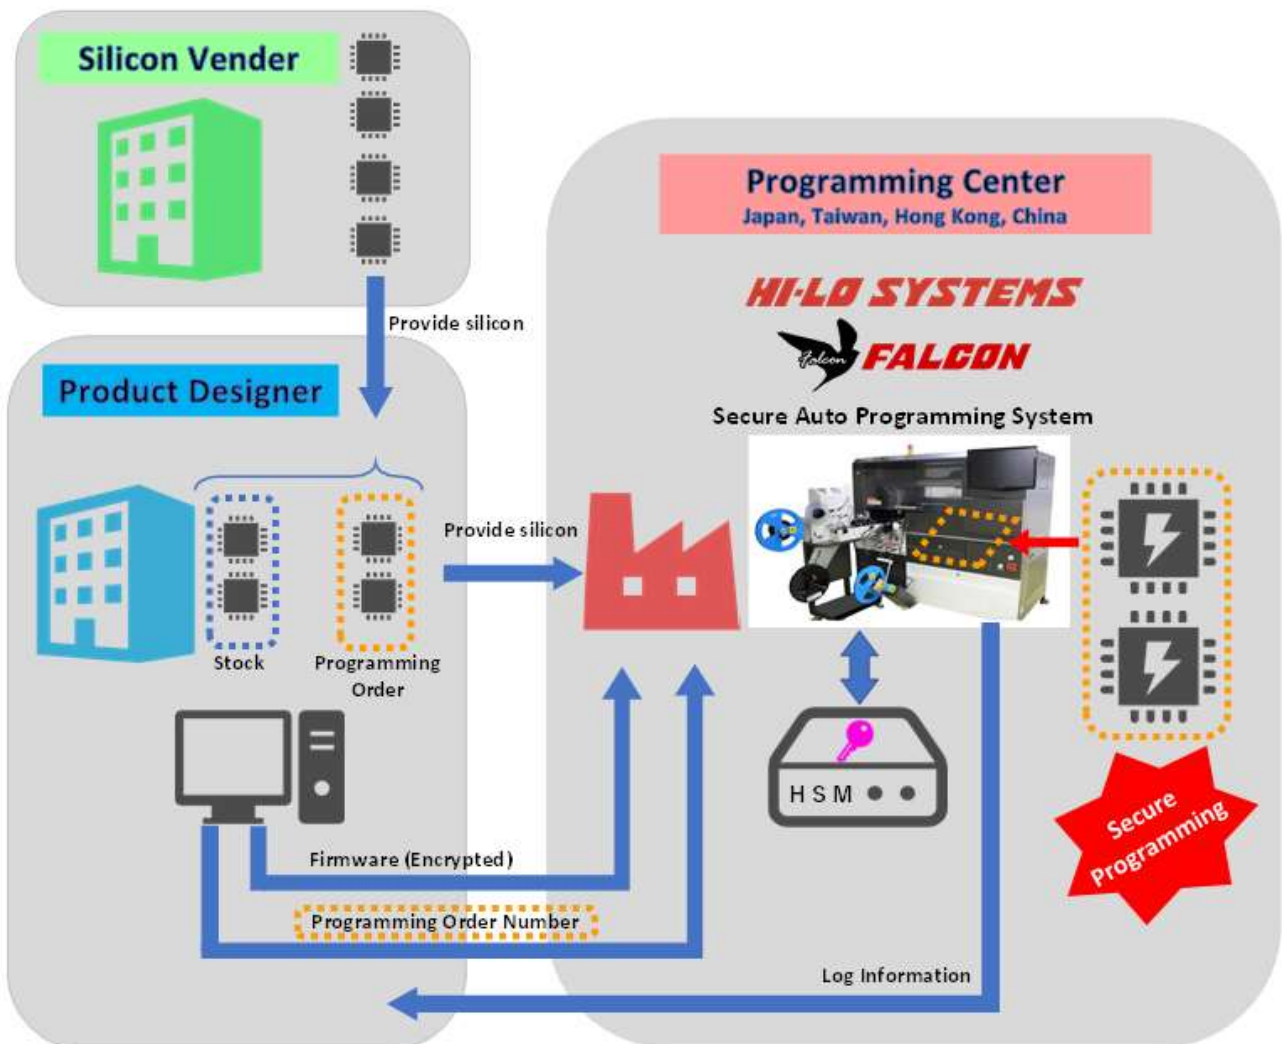 Silicon Vender
Provide silicon
Product Designer
Stock
Programming
Order
Provide silicon
Firmware (Encrypted)
Programming Order Number
Log Information
Programming Center
Japan, Taiwan, Hong Kong, China
HI-LO SYSTEMS
Falcon
FALCON
Secure Auto Programming System
HSM
Secure
Programming